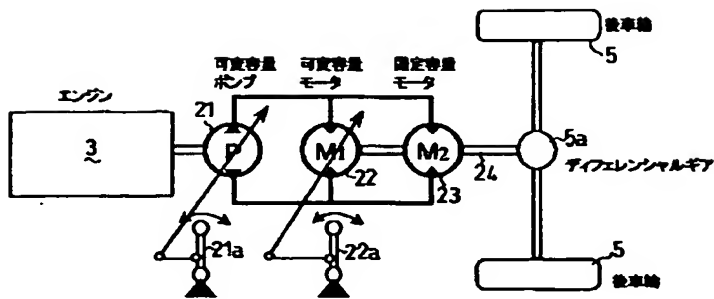 後車輪
5
可変容量
ポンプ
可変容量
モータ
固定容量
モータ
エンジン
21
3
P
M1
M2
22
23
24
5a
ディファレンシャルギア
21a
22a
5
後車輪